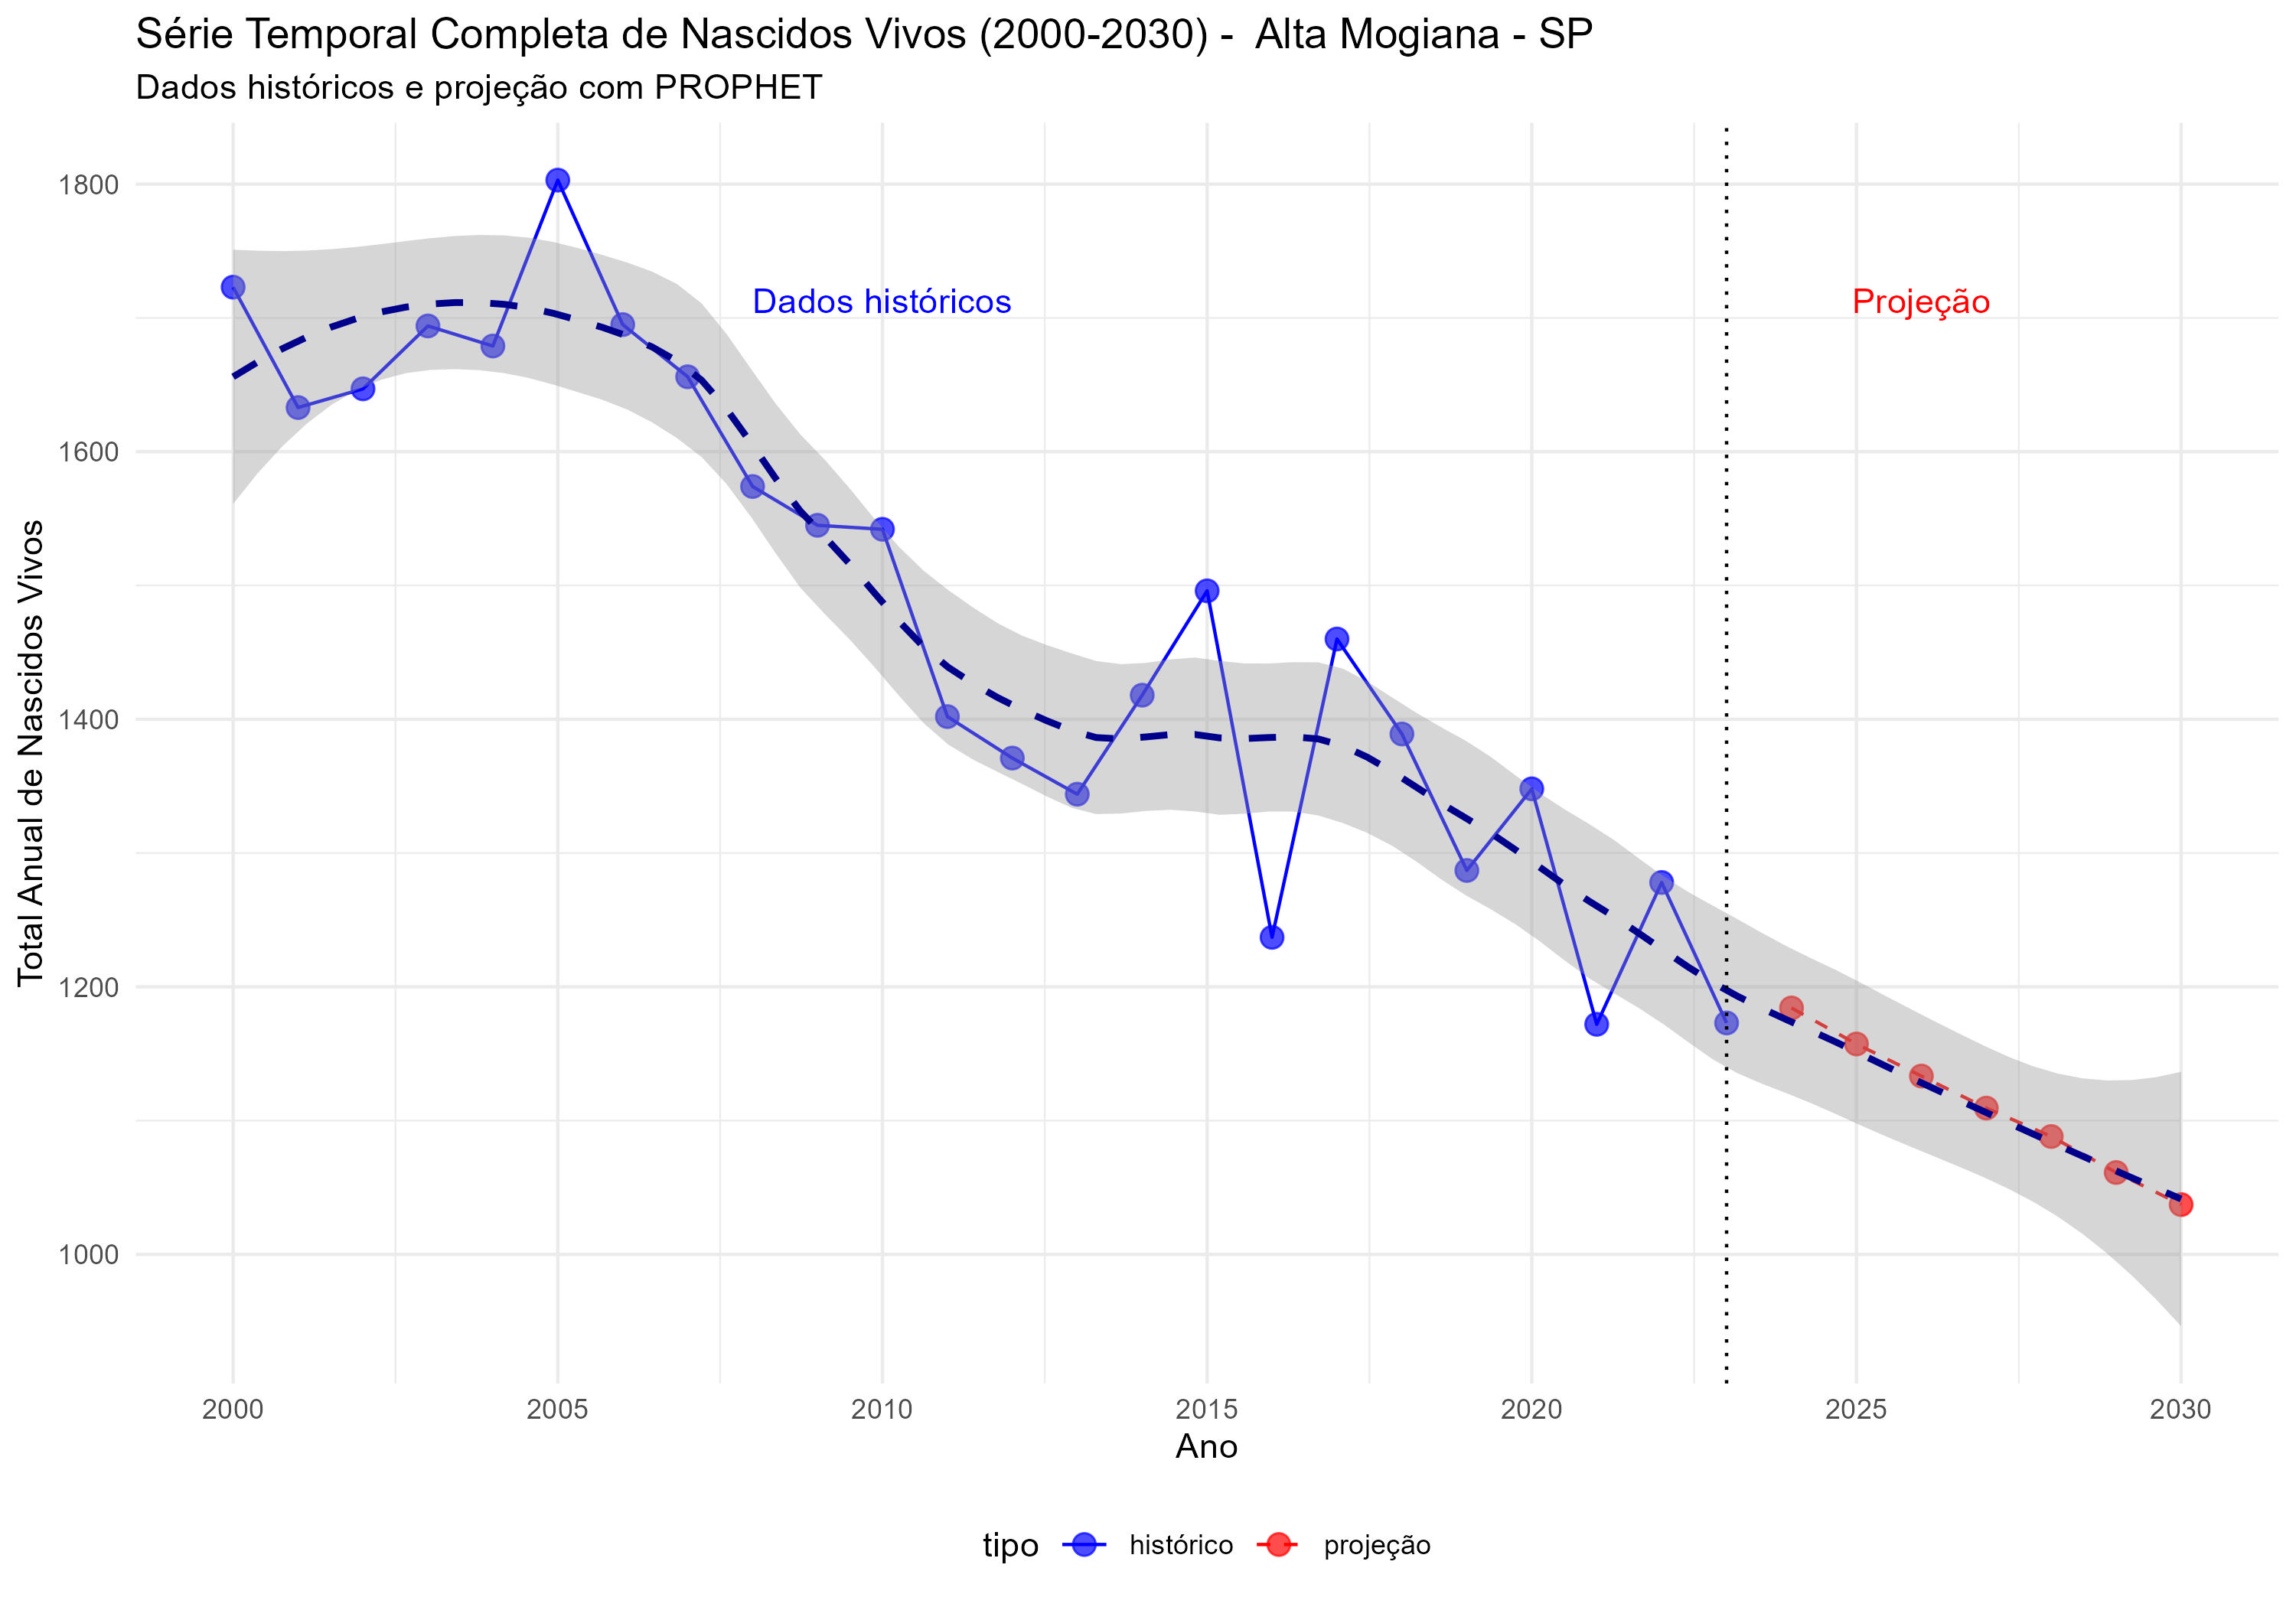 Série Temporal Completa de Nascidos Vivos (2000-2030) -  Alta Mogiana - SP
Dados históricos e projeção com PROPHET
Total Anual de Nascidos Vivos
1800
1600
1400
1200
1000
Dados históricos
Projeção
2000 2005 2010 2015 2020 2025 2030
Ano
tipo histórico projeção